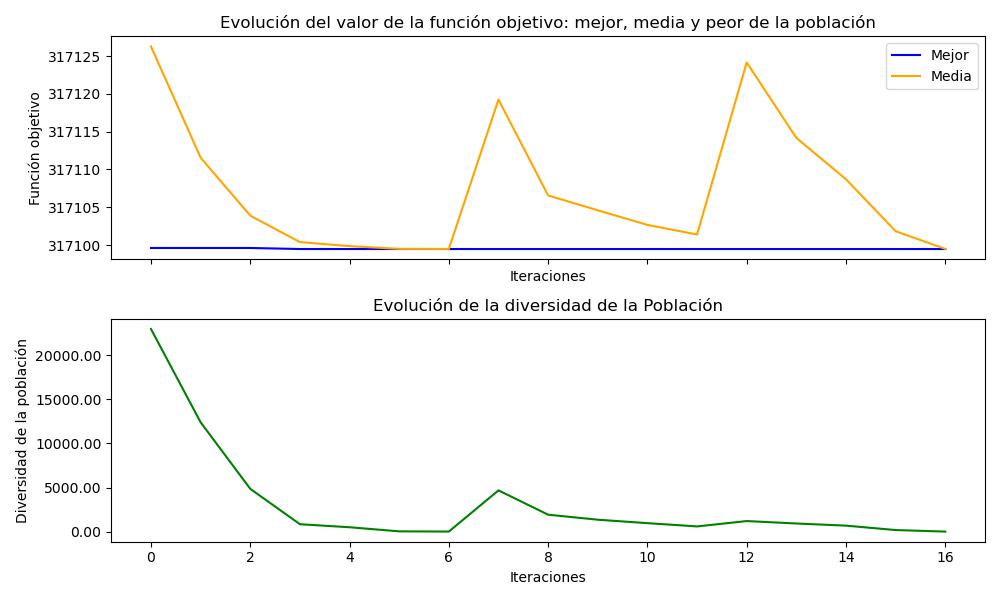 Evolución del valor de la función objetivo: mejor, media y peor de la población
Función objetivo
317125
317120
317115
317110
317105
317100
Mejor
Media
Iteraciones
Evolución de la diversidad de la Población
Diversidad de la población
20000.00
15000.00
10000.00
5000.00
0.00
0 2 4 6 8 10 12 14 16
Iteraciones